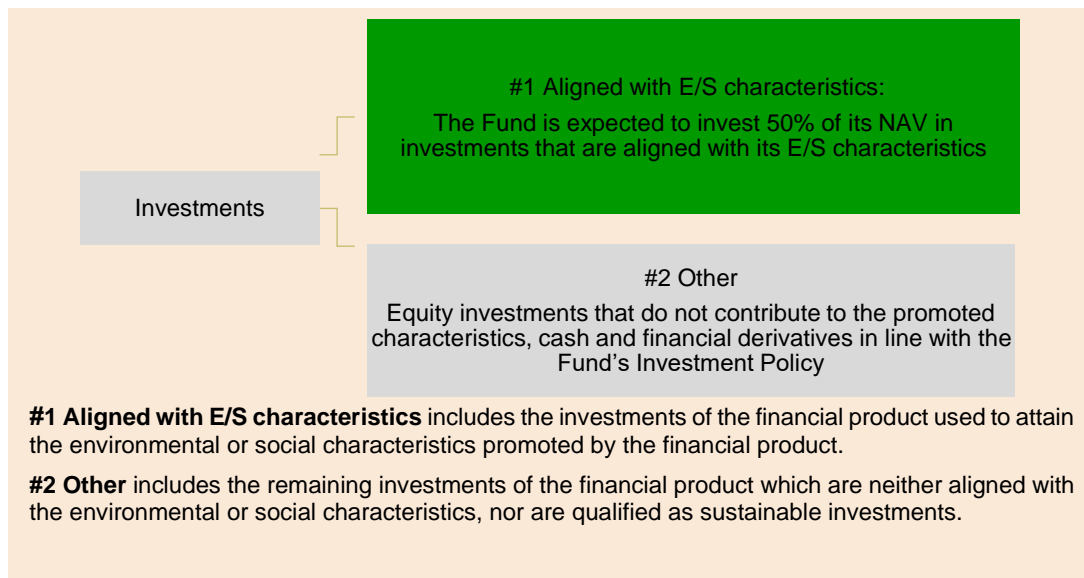 #1 Aligned with E/S characteristics:
The Fund is expected to invest 50% of its NAV in
investments that are aligned with its E/S characteristics
Investments
#2 Other
Equity investments that do not contribute to the promoted
characteristics, cash and financial derivatives in line with the
Fund's Investment Policy
#1 Aligned with E/S characteristics includes the investments of the financial product used to attain
the environmental or social characteristics promoted by the financial product.
#2 Other includes the remaining investments of the financial product which are neither aligned with
the environmental or social characteristics, nor are qualified as sustainable investments.